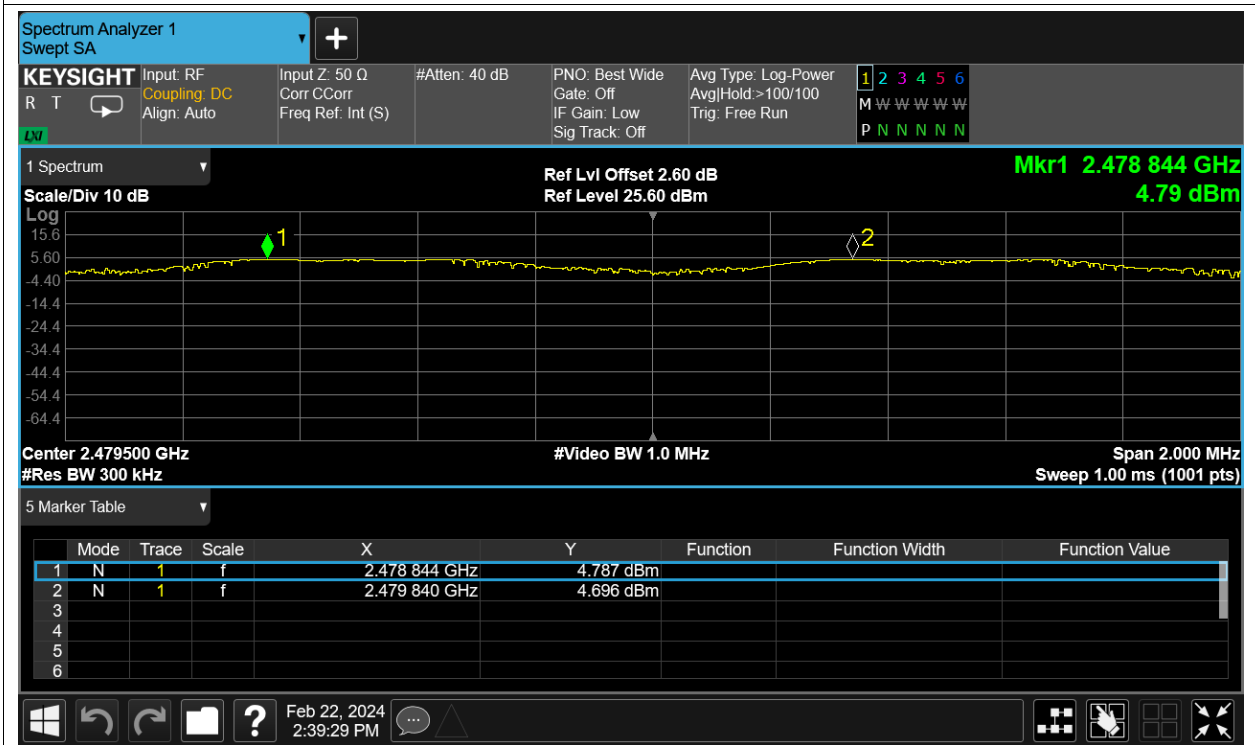 Spectrum Analyzer 1
Swept SA
KEYSIGHT
R T
LXI
Input: RF
Coupling: DC
Align: Auto
Input Z: 50 Ω
Corr CCorr
Freq Ref: Int (S)
#Atten: 40 dB
PNO: Best Wide
Gate: Off
IF Gain: Low
Sig Track: Off
Avg Type: Log-Power
Avg|Hold:>100/100
Trig: Free Run
1 2 3 4 5 6
M W W W W W
P N N N N N
1 Spectrum
Scale/Div 10 dB
Ref Lvl Offset 2.60 dB
Ref Level 25.60 dBm
Mkr1 2.478 844 GHz
4.79 dBm
Log
15.6
5.60
-4.40
-14.4
-24.4
-34.4
-44.4
-54.4
-64.4
1
2
Center 2.479500 GHz
#Res BW 300 kHz
#Video BW 1.0 MHz
Span 2.000 MHz
Sweep 1.00 ms (1001 pts)
5 Marker Table
Mode Trace Scale X Y Function Function Width Function Value
1 N 1 f 2.478 844 GHz 4.787 dBm
2 N 1 f 2.479 840 GHz 4.696 dBm
3
4
5
6
?
Feb 22, 2024
2:39:29 PM